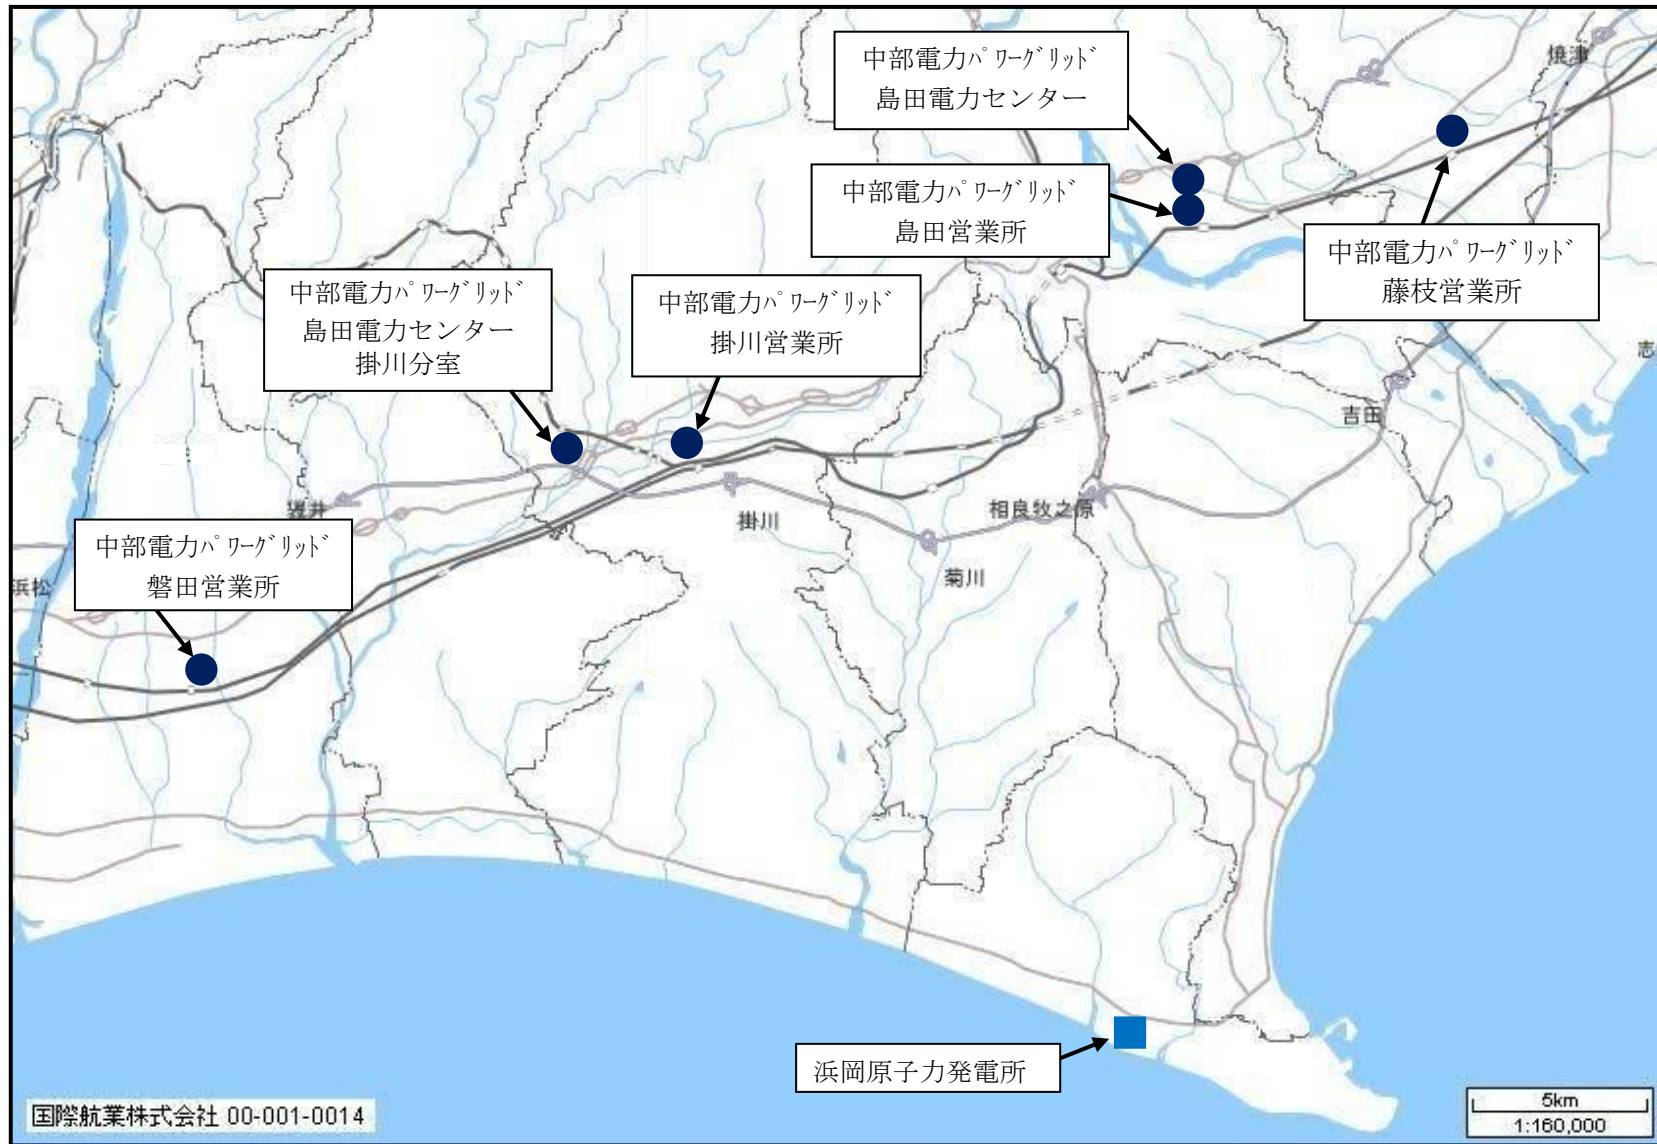 中部電力ﾊﾟﾜｰｸﾞﾘｯﾄﾞ
島田電力センター
焼津
中部電力ﾊﾟﾜｰｸﾞﾘｯﾄﾞ
島田営業所
中部電力ﾊﾟﾜｰｸﾞﾘｯﾄﾞ
藤枝営業所
中部電力ﾊﾟﾜｰｸﾞﾘｯﾄﾞ
島田電力センター
掛川分室
中部電力ﾊﾟﾜｰｸﾞﾘｯﾄﾞ
掛川営業所
志
吉田
袋井
相良牧之原
掛川
中部電力ﾊﾟﾜｰｸﾞﾘｯﾄﾞ
磐田営業所
浜松
菊川
浜岡原子力発電所
国際航業株式会社 00-001-0014
5km
1:160,000